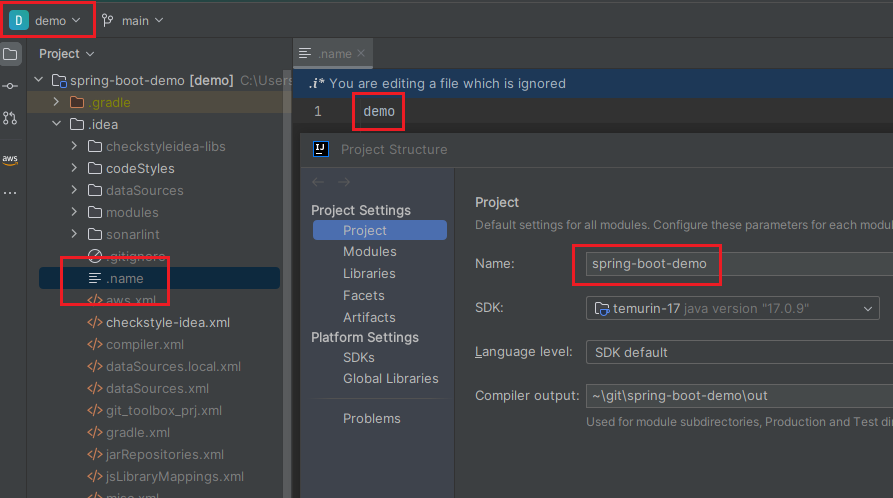 D demo
main
Project
spring-boot-demo [demo] C:\Users
.gradle
.idea
checkstyleidea-libs
codeStyles
dataSources
modules
sonarlint
.gitignore
.name
aws.xml
checkstyle-idea.xml
compiler.xml
dataSources.local.xml
dataSources.xml
git_toolbox_prj.xml
gradle.xml
jarRepositories.xml
jsLibraryMappings.xml
misc.xml
aws
.name
.i* You are editing a file which is ignored
1 demo
IJ Project Structure
Project Settings
Project
Modules
Libraries
Facets
Artifacts
Platform Settings
SDKs
Global Libraries
Problems
Project
Default settings for all modules. Configure these parameters for each modul
Name: spring-boot-demo
SDK: temurin-17 java version "17.0.9"
Language level: SDK default
Compiler output: ~\git\spring-boot-demo\out
Used for module subdirectories, Production and Test di